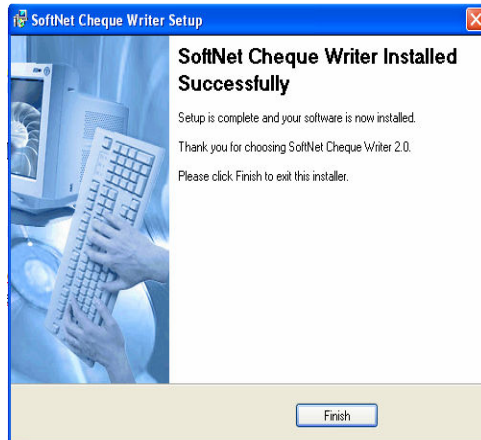 SoftNet Cheque Writer Setup
SoftNet Cheque Writer Installed
Successfully
Setup is complete and your software is now installed.
Thank you for choosing SoftNet Cheque Writer 2.0.
Please click Finish to exit this installer.
Finish